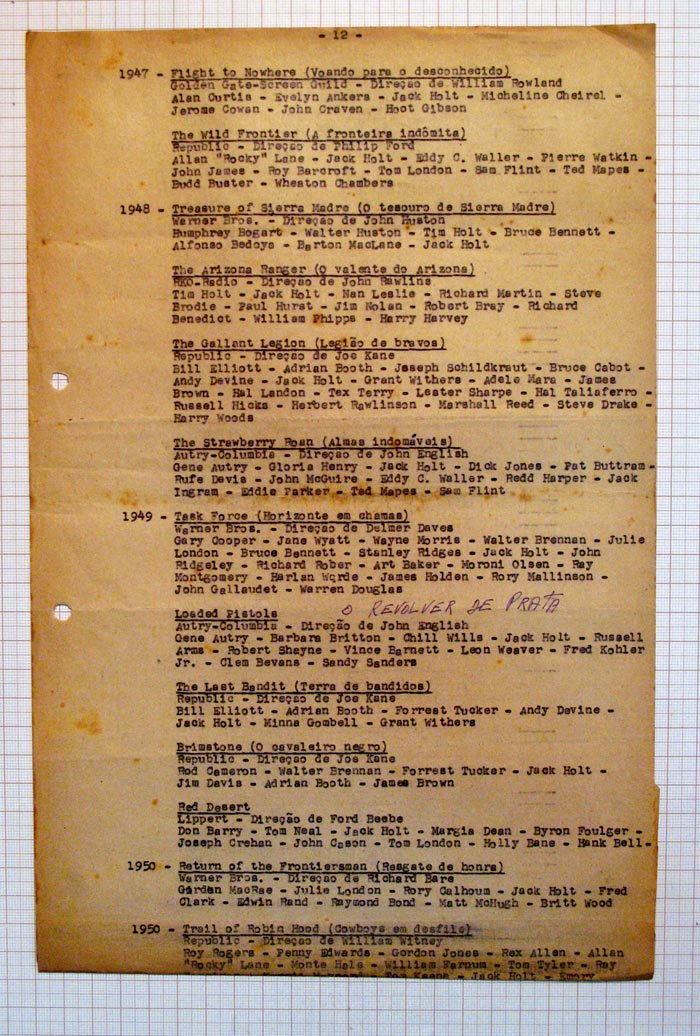 - 12 -
1947 - Flight to Nowhere (Voando para o desconhecido)
Golden Gate-Screen Guild - Direçao de William Rowland
Alan Curtis - Evelyn Ankers - Jack Holt - Micheline Cheirel -
Jerome Cowan - John Craven - Hoot Gibson
The Wild Frontier (A fronteira indômita)
Republic - Direçao de Philip Ford
Allan "Rocky" Lane - Jack Holt - Eddy C. Waller - Pierre Watkin -
John James - Roy Barcroft - Tom London - Sam Flint - Ted Mapes -
Budd Buster - Wheaton Chambers
1948 - Treasure of Sierra Madre (O tesouro de Sierra Madre)
Warner Bros. - Direçao de John Huston
Humphrey Bogart - Walter Huston - Tim Holt - Bruce Bennett -
Alfonso Bedoya - Barton MacLane - Jack Holt
The Arizona Ranger (O valente do Arizona)
RKO-Radio - Direçao de John Rawlins
Tim Holt - Jack Holt - Nan Leslie - Richard Martin - Steve
Brodie - Paul Hurst - Jim Nolan - Robert Bray - Richard
Benedict - William Phipps - Harry Harvey
The Gallant Legion (Legião de bravos)
Republic - Direçao de Joe Kane
Bill Elliott - Adrian Booth - Joseph Schildkraut - Bruce Cabot -
Andy Devine - Jack Holt - Grant Withers - Adele Mara - James
Brown - Hal Landon - Tex Terry - Lester Sharpe - Hal Taliaferro -
Russell Hicks - Herbert Rawlinson - Marshall Reed - Steve Drake -
Harry Woods
The Strawberry Roan (Almas indomáveis)
Autry-Columbia - Direçao de John English
Gene Autry - Gloria Henry - Jack Holt - Dick Jones - Pat Buttram -
Rufe Davis - John McGuire - Eddy C. Waller - Redd Harper - Jack
Ingram - Eddie Parker - Ted Mapes - Sam Flint
1949 - Task Force (Horizonte em chamas)
Warner Bros. - Direçao de Delmer Daves
Gary Cooper - Jane Wyatt - Wayne Morris - Walter Brennan - Julie
London - Bruce Bennett - Stanley Ridges - Jack Holt - John
Ridgeley - Richard Rober - Art Baker - Moroni Olsen - Ray
Montgomery - Harlan Warde - James Holden - Rory Mallinson -
John Gallaudet - Warren Douglas
Loaded Pistols O REVOLVER DE PRATA
Autry-Columbia - Direçao de John English
Gene Autry - Barbara Britton - Chill Wills - Jack Holt - Russell
Arms - Robert Shayne - Vince Barnett - Leon Weaver - Fred Kohler
Jr. - Clem Bevans - Sandy Sanders
The Last Bandit (Terra de bandidos)
Republic - Direçao de Joe Kane
Bill Elliott - Adrian Booth - Forrest Tucker - Andy Devine -
Jack Holt - Minna Gombell - Grant Withers
Brimstone (O cavaleiro negro)
Republic - Direçao de Joe Kane
Rod Cameron - Walter Brennan - Forrest Tucker - Jack Holt -
Jim Davis - Adrian Booth - James Brown
Red Desert
Lippert - Direção de Ford Beebe
Don Barry - Tom Neal - Jack Holt - Margia Dean - Byron Foulger -
Joseph Crehan - John Cason - Tom London - Holly Bane - Hank Bell -
1950 - Return of the Frontiersman (Resgate de honra)
Warner Bros. - Direçao de Richard Bare
Gordon MacRae - Julie London - Rory Calhoun - Jack Holt - Fred
Clark - Edwin Rand - Raymond Bond - Matt McHugh - Britt Wood
1950 - Trail of Robin Hood (Cowboys em desfile)
Republic - Direçao de William Witney
Roy Rogers - Penny Edwards - Gordon Jones - Rex Allen - Allan
"Rocky" Lane - Monte Hale - William Farnum - Tom Tyler - Ray
Tom Keene - Jack Holt - Emory